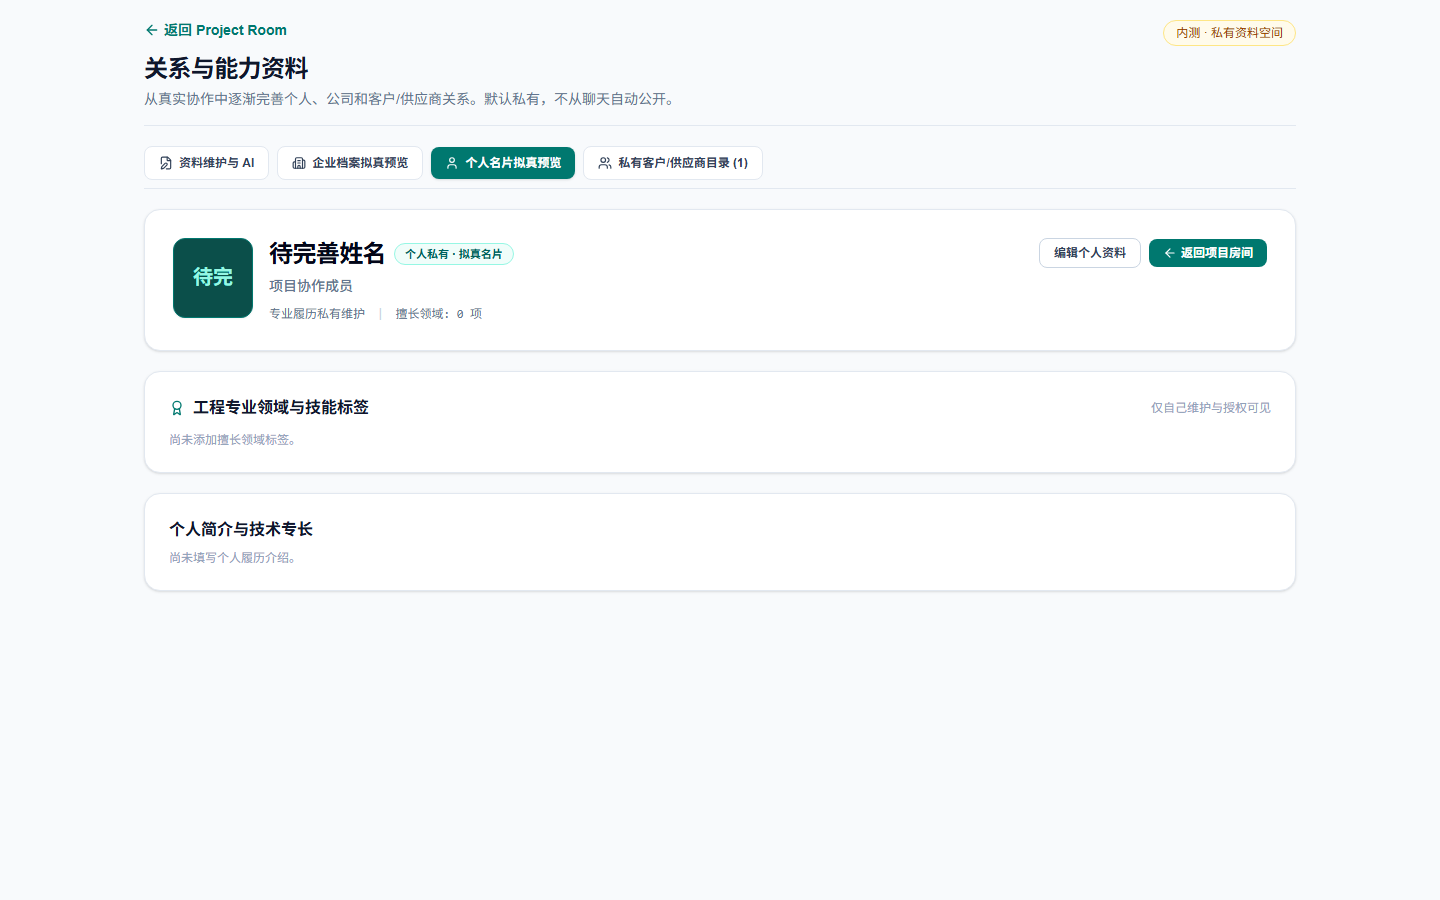 返回 Project Room
内测 · 私有资料空间
关系与能力资料
从真实协作中逐渐完善个人、公司和客户/供应商关系。默认私有，不从聊天自动公开。
资料维护与 AI
企业档案拟真预览
个人名片拟真预览
私有客户/供应商目录 (1)
待完
待完善姓名
个人私有 · 拟真名片
编辑个人资料
返回项目房间
项目协作成员
专业履历私有维护 | 擅长领域: 0 项
工程专业领域与技能标签
仅自己维护与授权可见
尚未添加擅长领域标签。
个人简介与技术专长
尚未填写个人履历介绍。